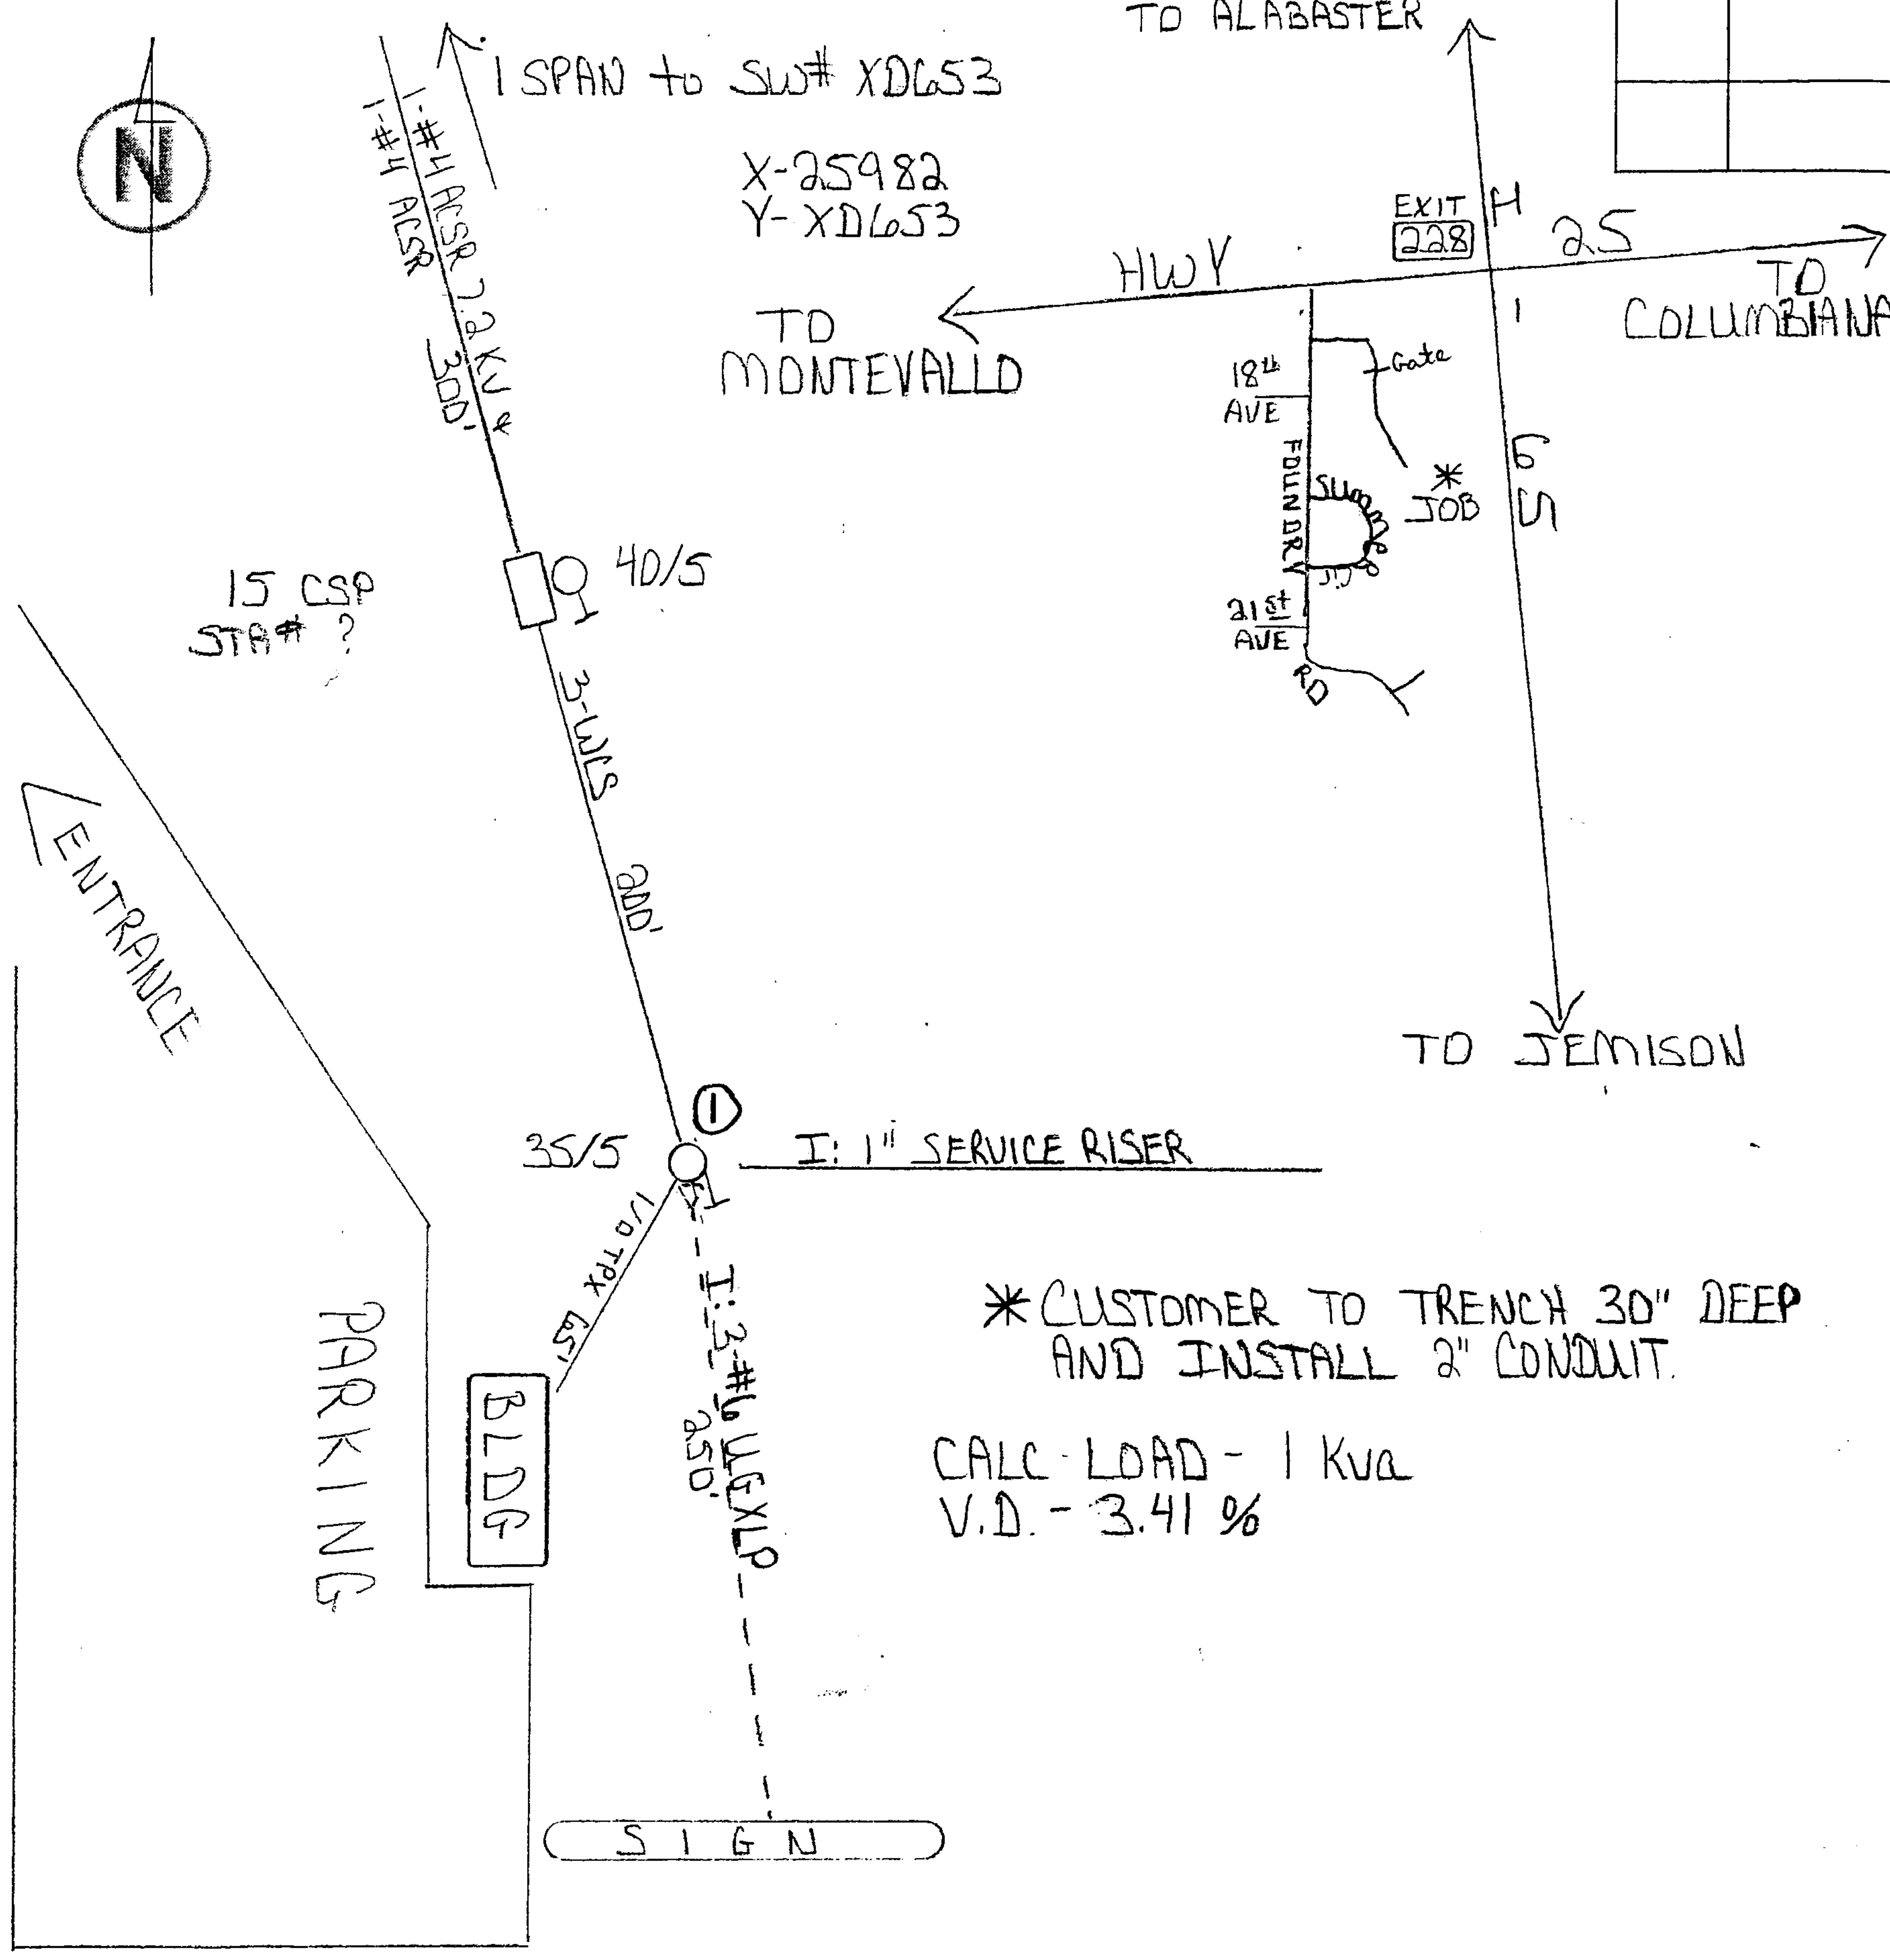 TO ALABASTER
N
1 SPAN to SW# XD653
1-#4 ACSR 7.2 KV &
1-#4 ACSR
300'
X-25982
Y-XD653
EXIT
228
HWY 25
TO
MONTEVALLO
TO
COLUMBIANA
I 65
Gate
18th
AVE
FOUNDRY RD
*
JOB
CIR
21st
AVE
TO JEMISON
40/5
15 CSP
STA# ?
3-WCS
200'
ENTRANCE
1
35/5
I: 1" SERVICE RISER
1/0 TPX 65'
I: 3-#6 UGXLP
250'
* CUSTOMER TO TRENCH 30" DEEP
AND INSTALL 2" CONDUIT.
CALC LOAD - 1 Kva
V.D. - 3.41 %
PARKING
BLDG
SIGN